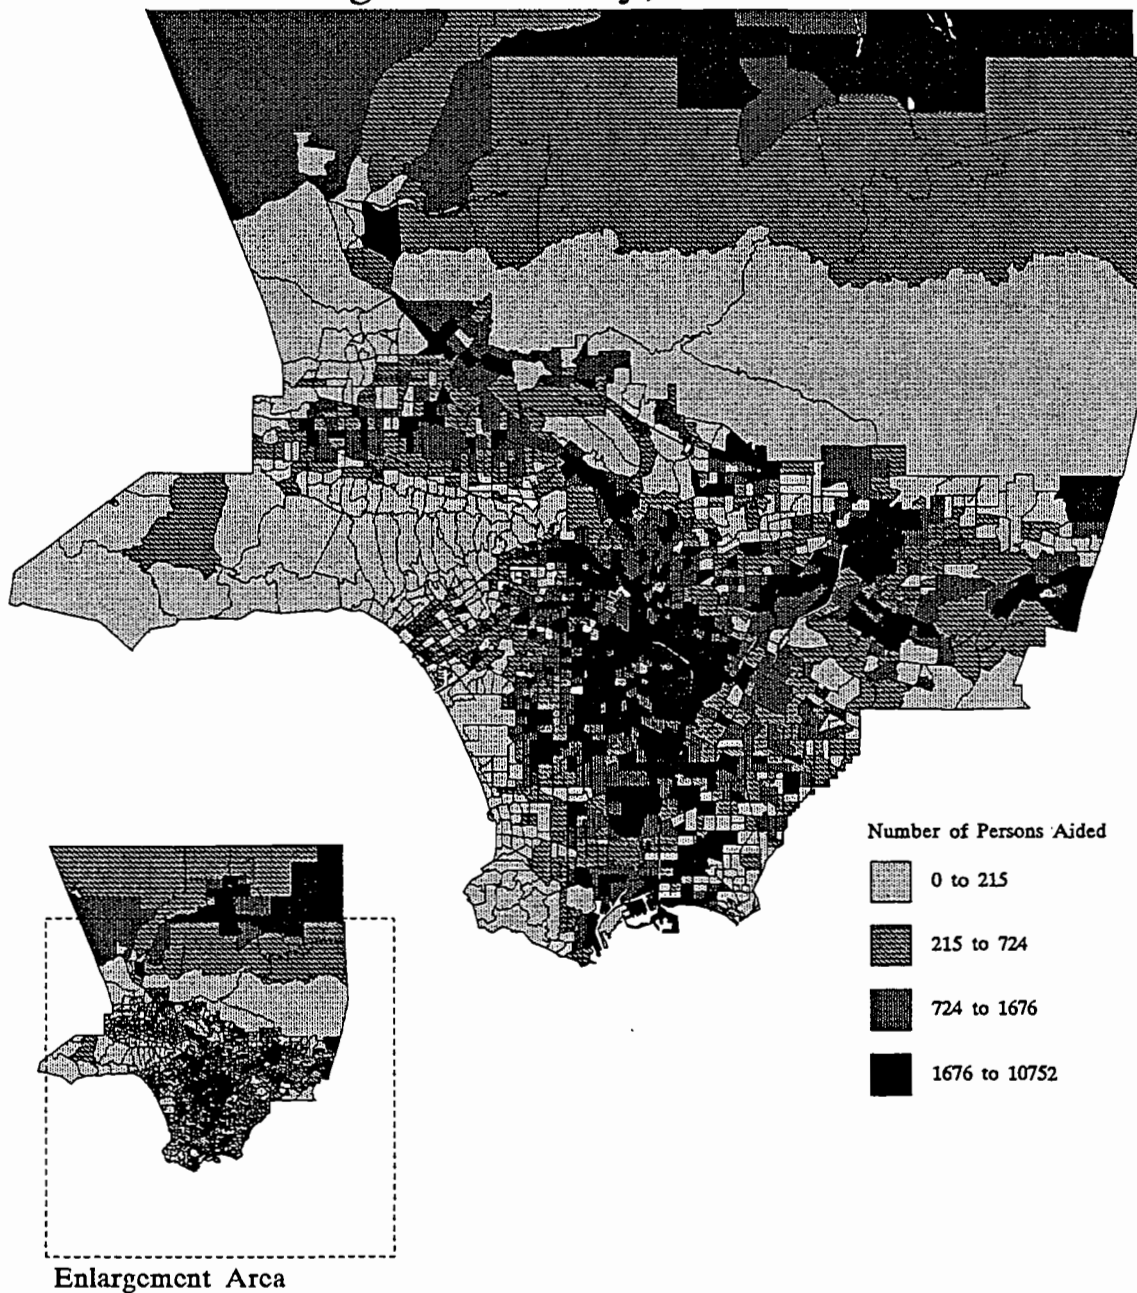 Number of Persons Aided
0 to 215
215 to 724
724 to 1676
1676 to 10752
Enlargement Area